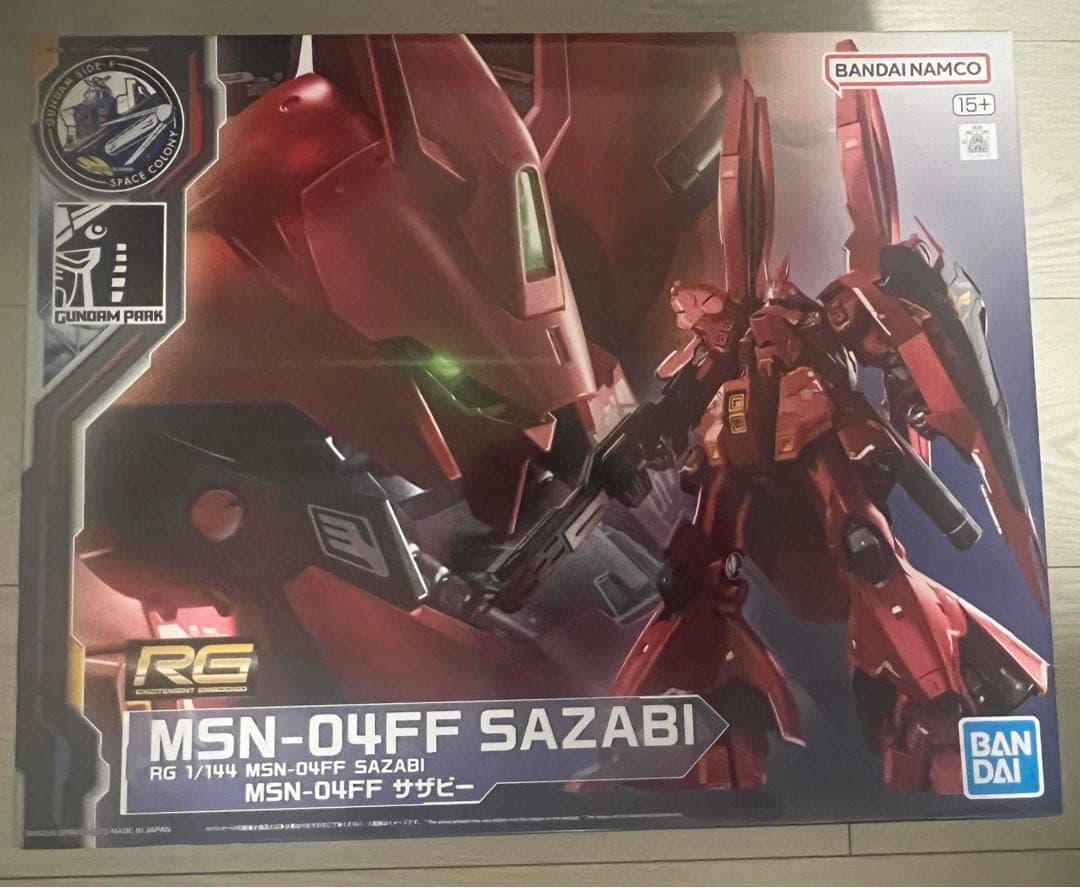 GUNDAM SIDE-F
SPACE COLONY
GUNDAM PARK
BANDAI NAMCO
15+
RG
MSN-04FF SAZABI
RG 1/144 MSN-04FF SAZABI
MSN-04FF サザビー
BAN
DAI
MADE IN JAPAN